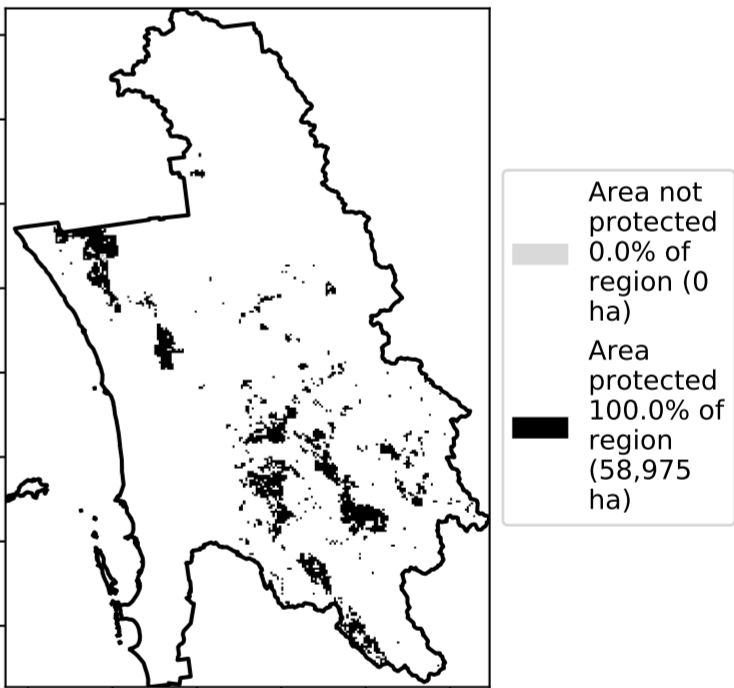 Area not
protected
0.0% of
region (0
ha)
Area
protected
100.0% of
region
(58,975
ha)